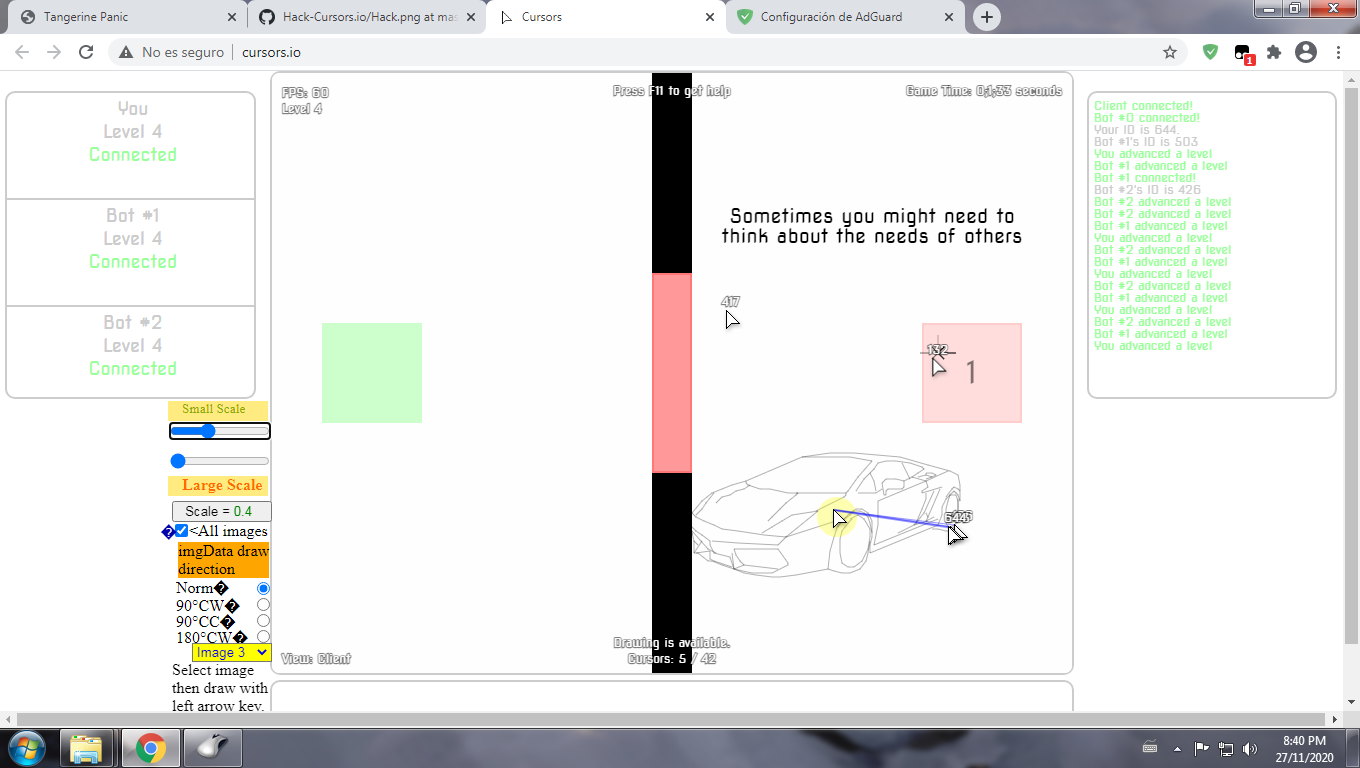 Tangerine Panic
Hack-Cursors.io/Hack.png at mas
Cursors
Configuración de AdGuard
No es seguro
cursors.io
1
You
Level 4
Connected
Bot #1
Level 4
Connected
Bot #2
Level 4
Connected
Small Scale
Large Scale
Scale = 0.4
<All images
imgData draw
direction
Norm�
90°CW�
90°CC�
180°CW�
Image 3
Select image
then draw with
left arrow key.
FPS: 60
Level 4
Press F11 to get help
Game Time: 0:1:33 seconds
Sometimes you might need to
think about the needs of others
417
132
1
Drawing is available.
Cursors: 5 / 42
View: Client
Client connected!
Bot #0 connected!
Your ID is 644.
Bot #1's ID is 503
You advanced a level
Bot #1 advanced a level
Bot #1 connected!
Bot #2's ID is 426
Bot #2 advanced a level
Bot #2 advanced a level
Bot #1 advanced a level
You advanced a level
Bot #2 advanced a level
Bot #1 advanced a level
You advanced a level
Bot #2 advanced a level
Bot #1 advanced a level
You advanced a level
Bot #2 advanced a level
Bot #1 advanced a level
You advanced a level
8:40 PM
27/11/2020